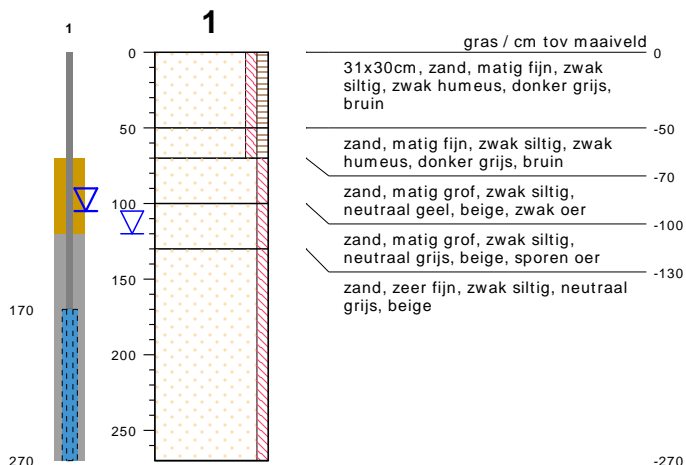 1
1
gras / cm tov maaiveld
0
0
31x30cm, zand, matig fijn, zwak
siltig, zwak humeus, donker grijs,
bruin
50
-50
zand, matig fijn, zwak siltig, zwak
humeus, donker grijs, bruin
-70
zand, matig grof, zwak siltig,
neutraal geel, beige, zwak oer
100
-100
zand, matig grof, zwak siltig,
neutraal grijs, beige, sporen oer
-130
150
zand, zeer fijn, zwak siltig, neutraal
grijs, beige
170
200
250
270
-270